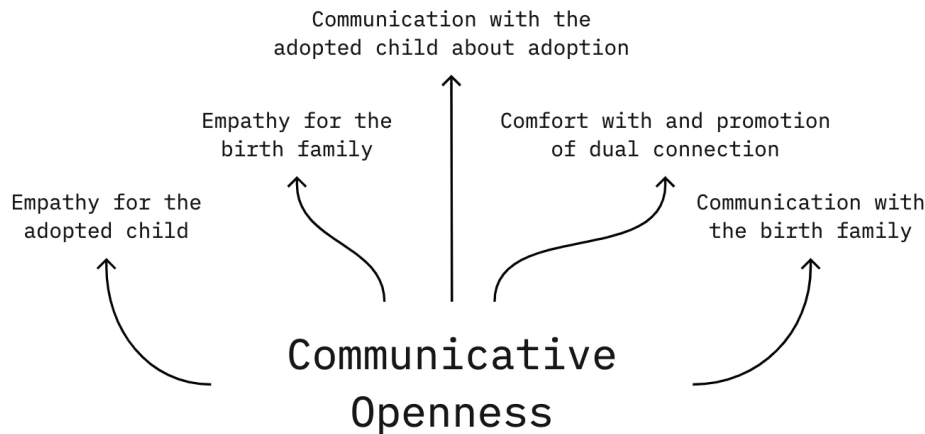 Communication with the
adopted child about adoption
Empathy for the
birth family
Comfort with and promotion
of dual connection
Empathy for the
adopted child
Communication with
the birth family
Communicative
Openness